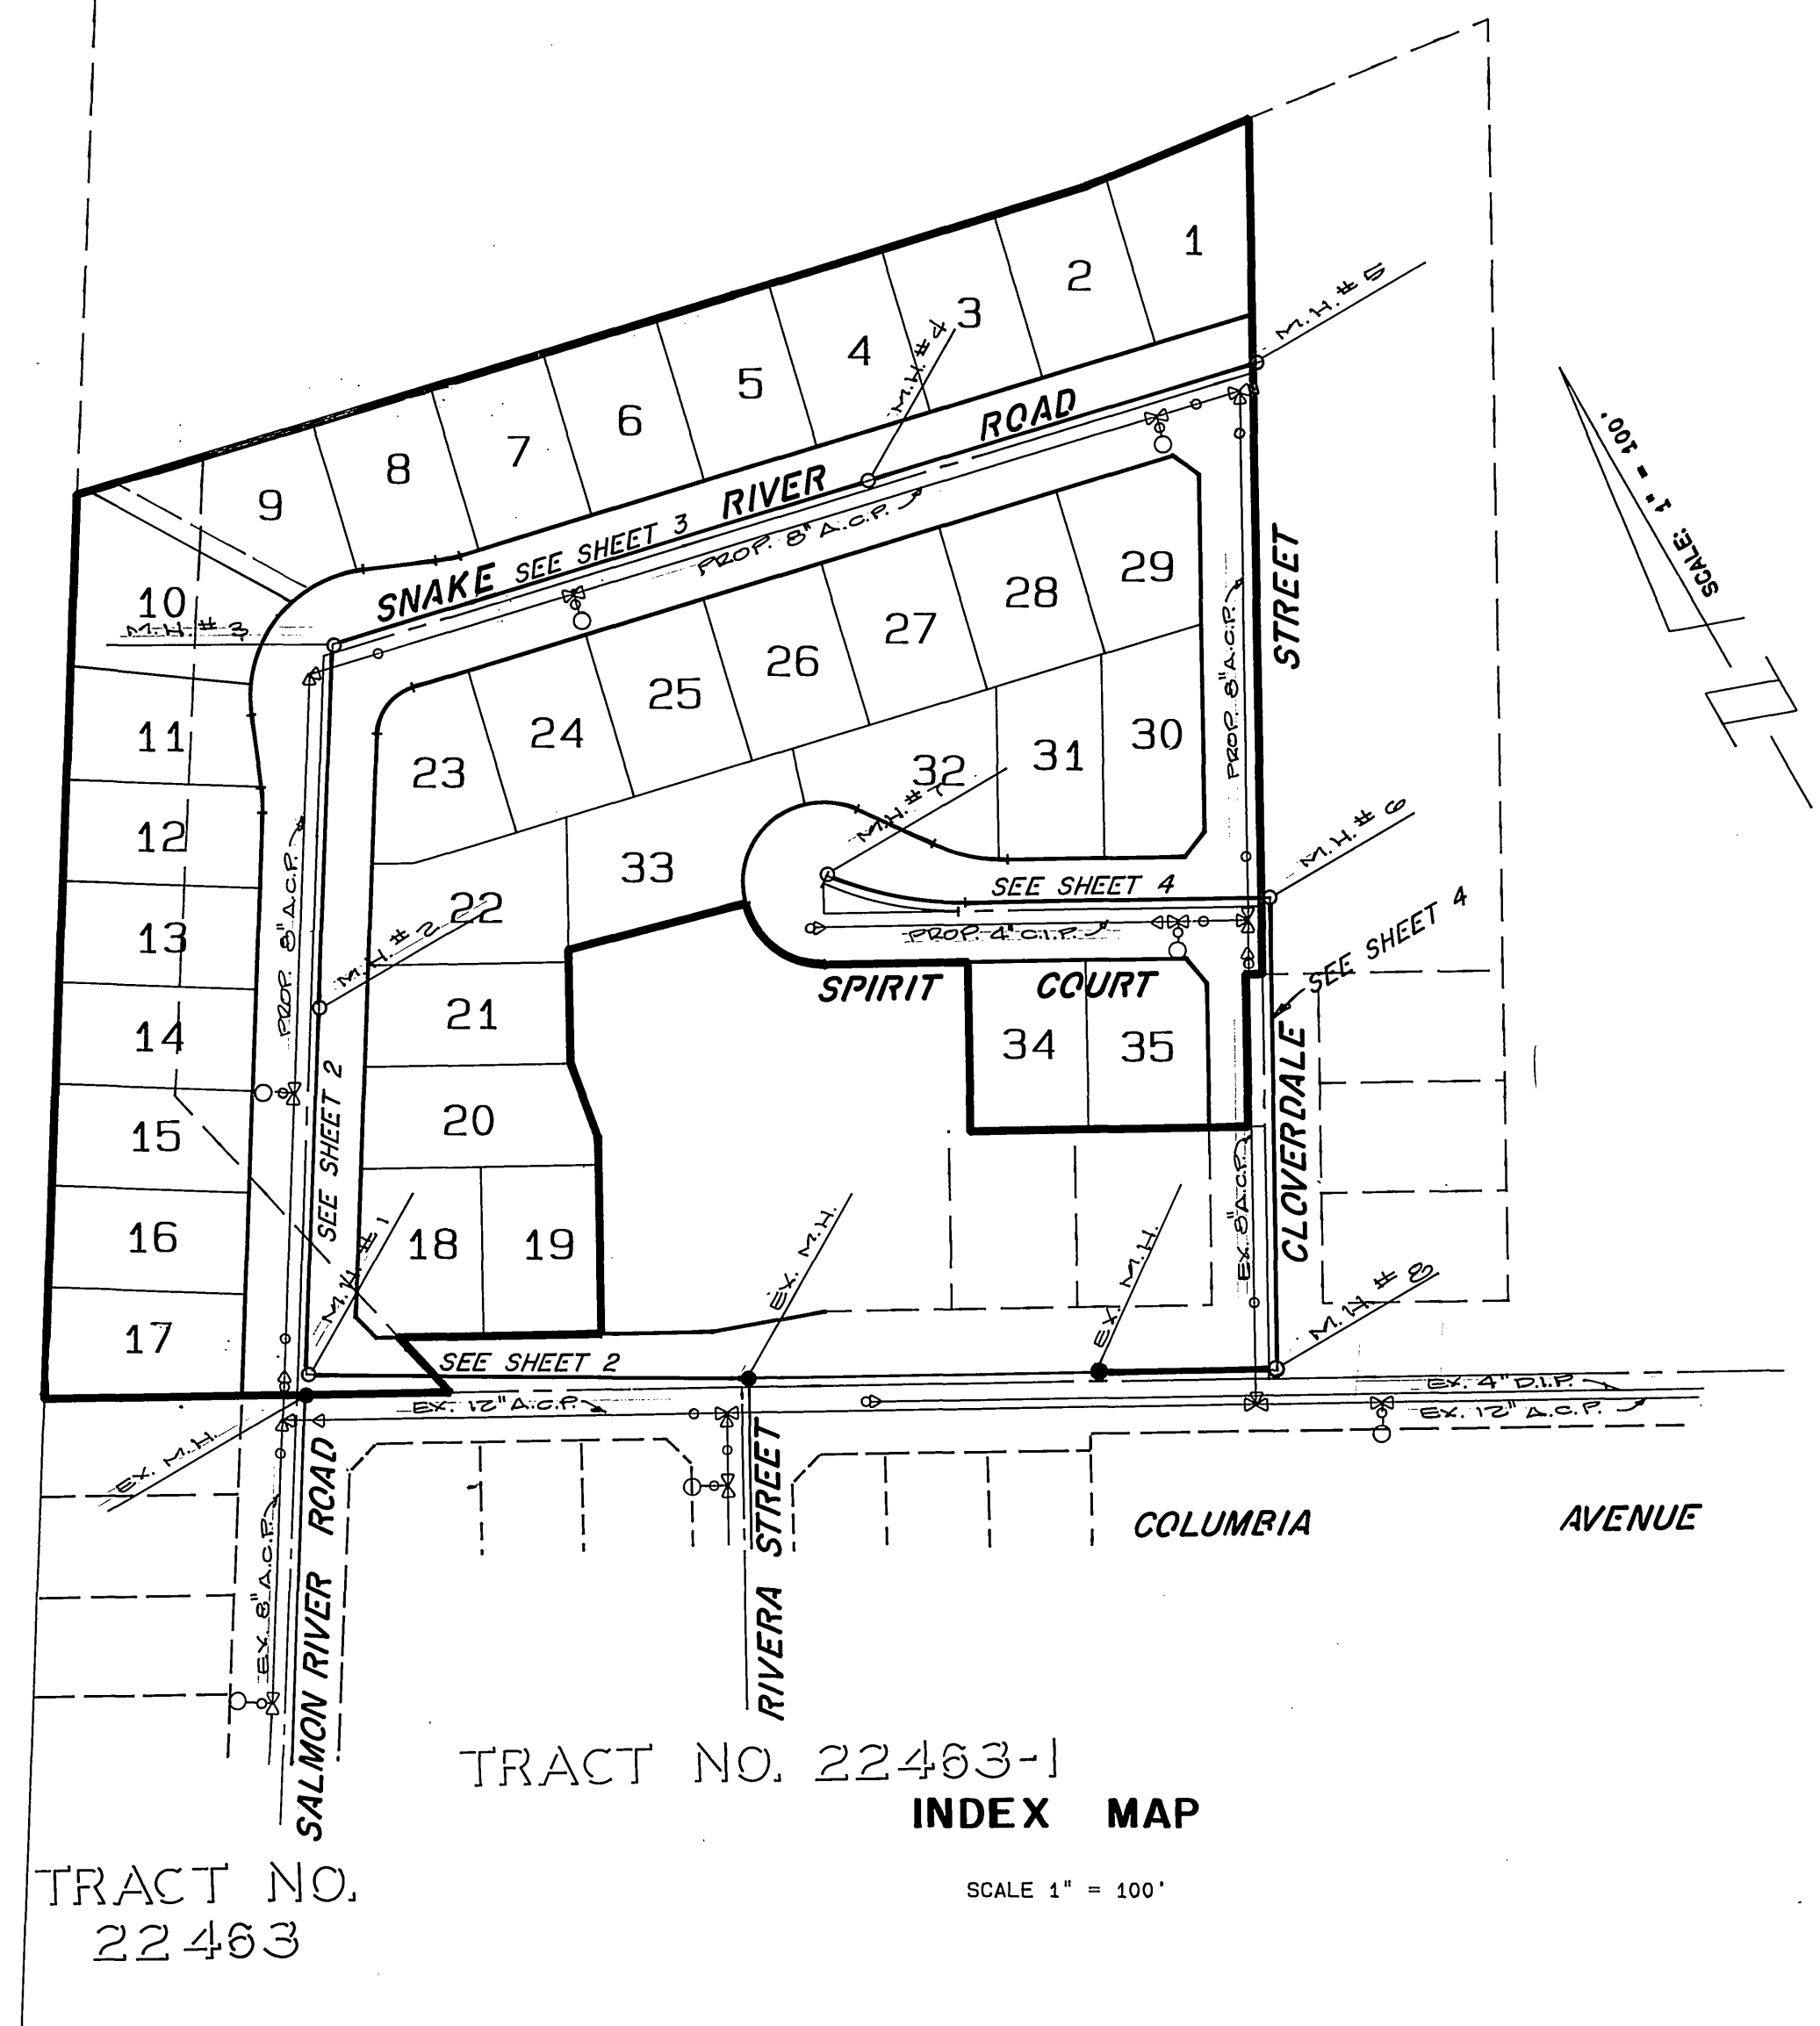 1
2
3
4
5
6
7
8
9
10
11
12
13
14
15
16
17
18
19
20
21
22
23
24
25
26
27
28
29
30
31
32
33
34
35
M.H. # 5
M.H. # 4
M.H. # 3
M.H. # 7
M.H. # 6
M.H. # 2
M.H. # 1
EX. M.H.
EX. M.H.
M.H. # 8
EX. M.H.
SNAKE RIVER ROAD
SEE SHEET 3
PROP. 8" A.C.P.
STREET
PROP. 8" A.C.P.
SCALE: 1" = 100'
PROP. 8" A.C.P.
SEE SHEET 4
PROP. 4" C.I.P.
SPIRIT COURT
SEE SHEET 4
CLOVERDALE
EX. 8" A.C.P.
SEE SHEET 2
SEE SHEET 2
EX. 12" A.C.P.
EX. 4" D.I.P.
EX. 12" A.C.P.
EX. 8" A.C.P.
SALMON RIVER ROAD
RIVERA STREET
COLUMBIA AVENUE
TRACT NO. 22463-1
INDEX MAP
SCALE 1" = 100'
TRACT NO.
22463